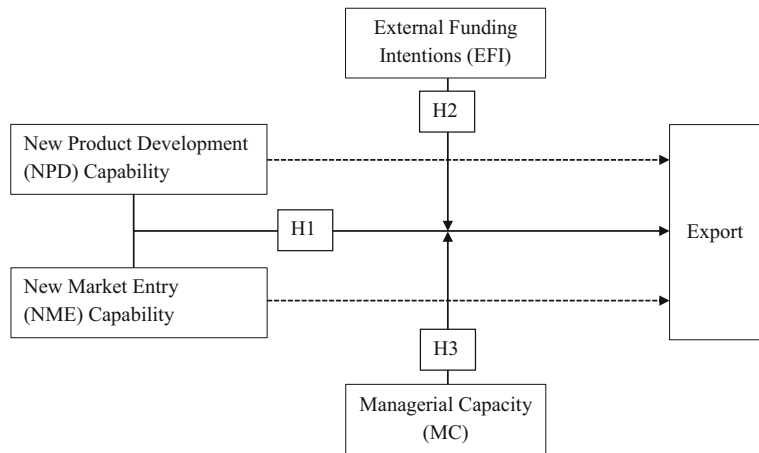 External Funding
Intentions (EFI)
H2
New Product Development
(NPD) Capability
H1
Export
New Market Entry
(NME) Capability
H3
Managerial Capacity
(MC)